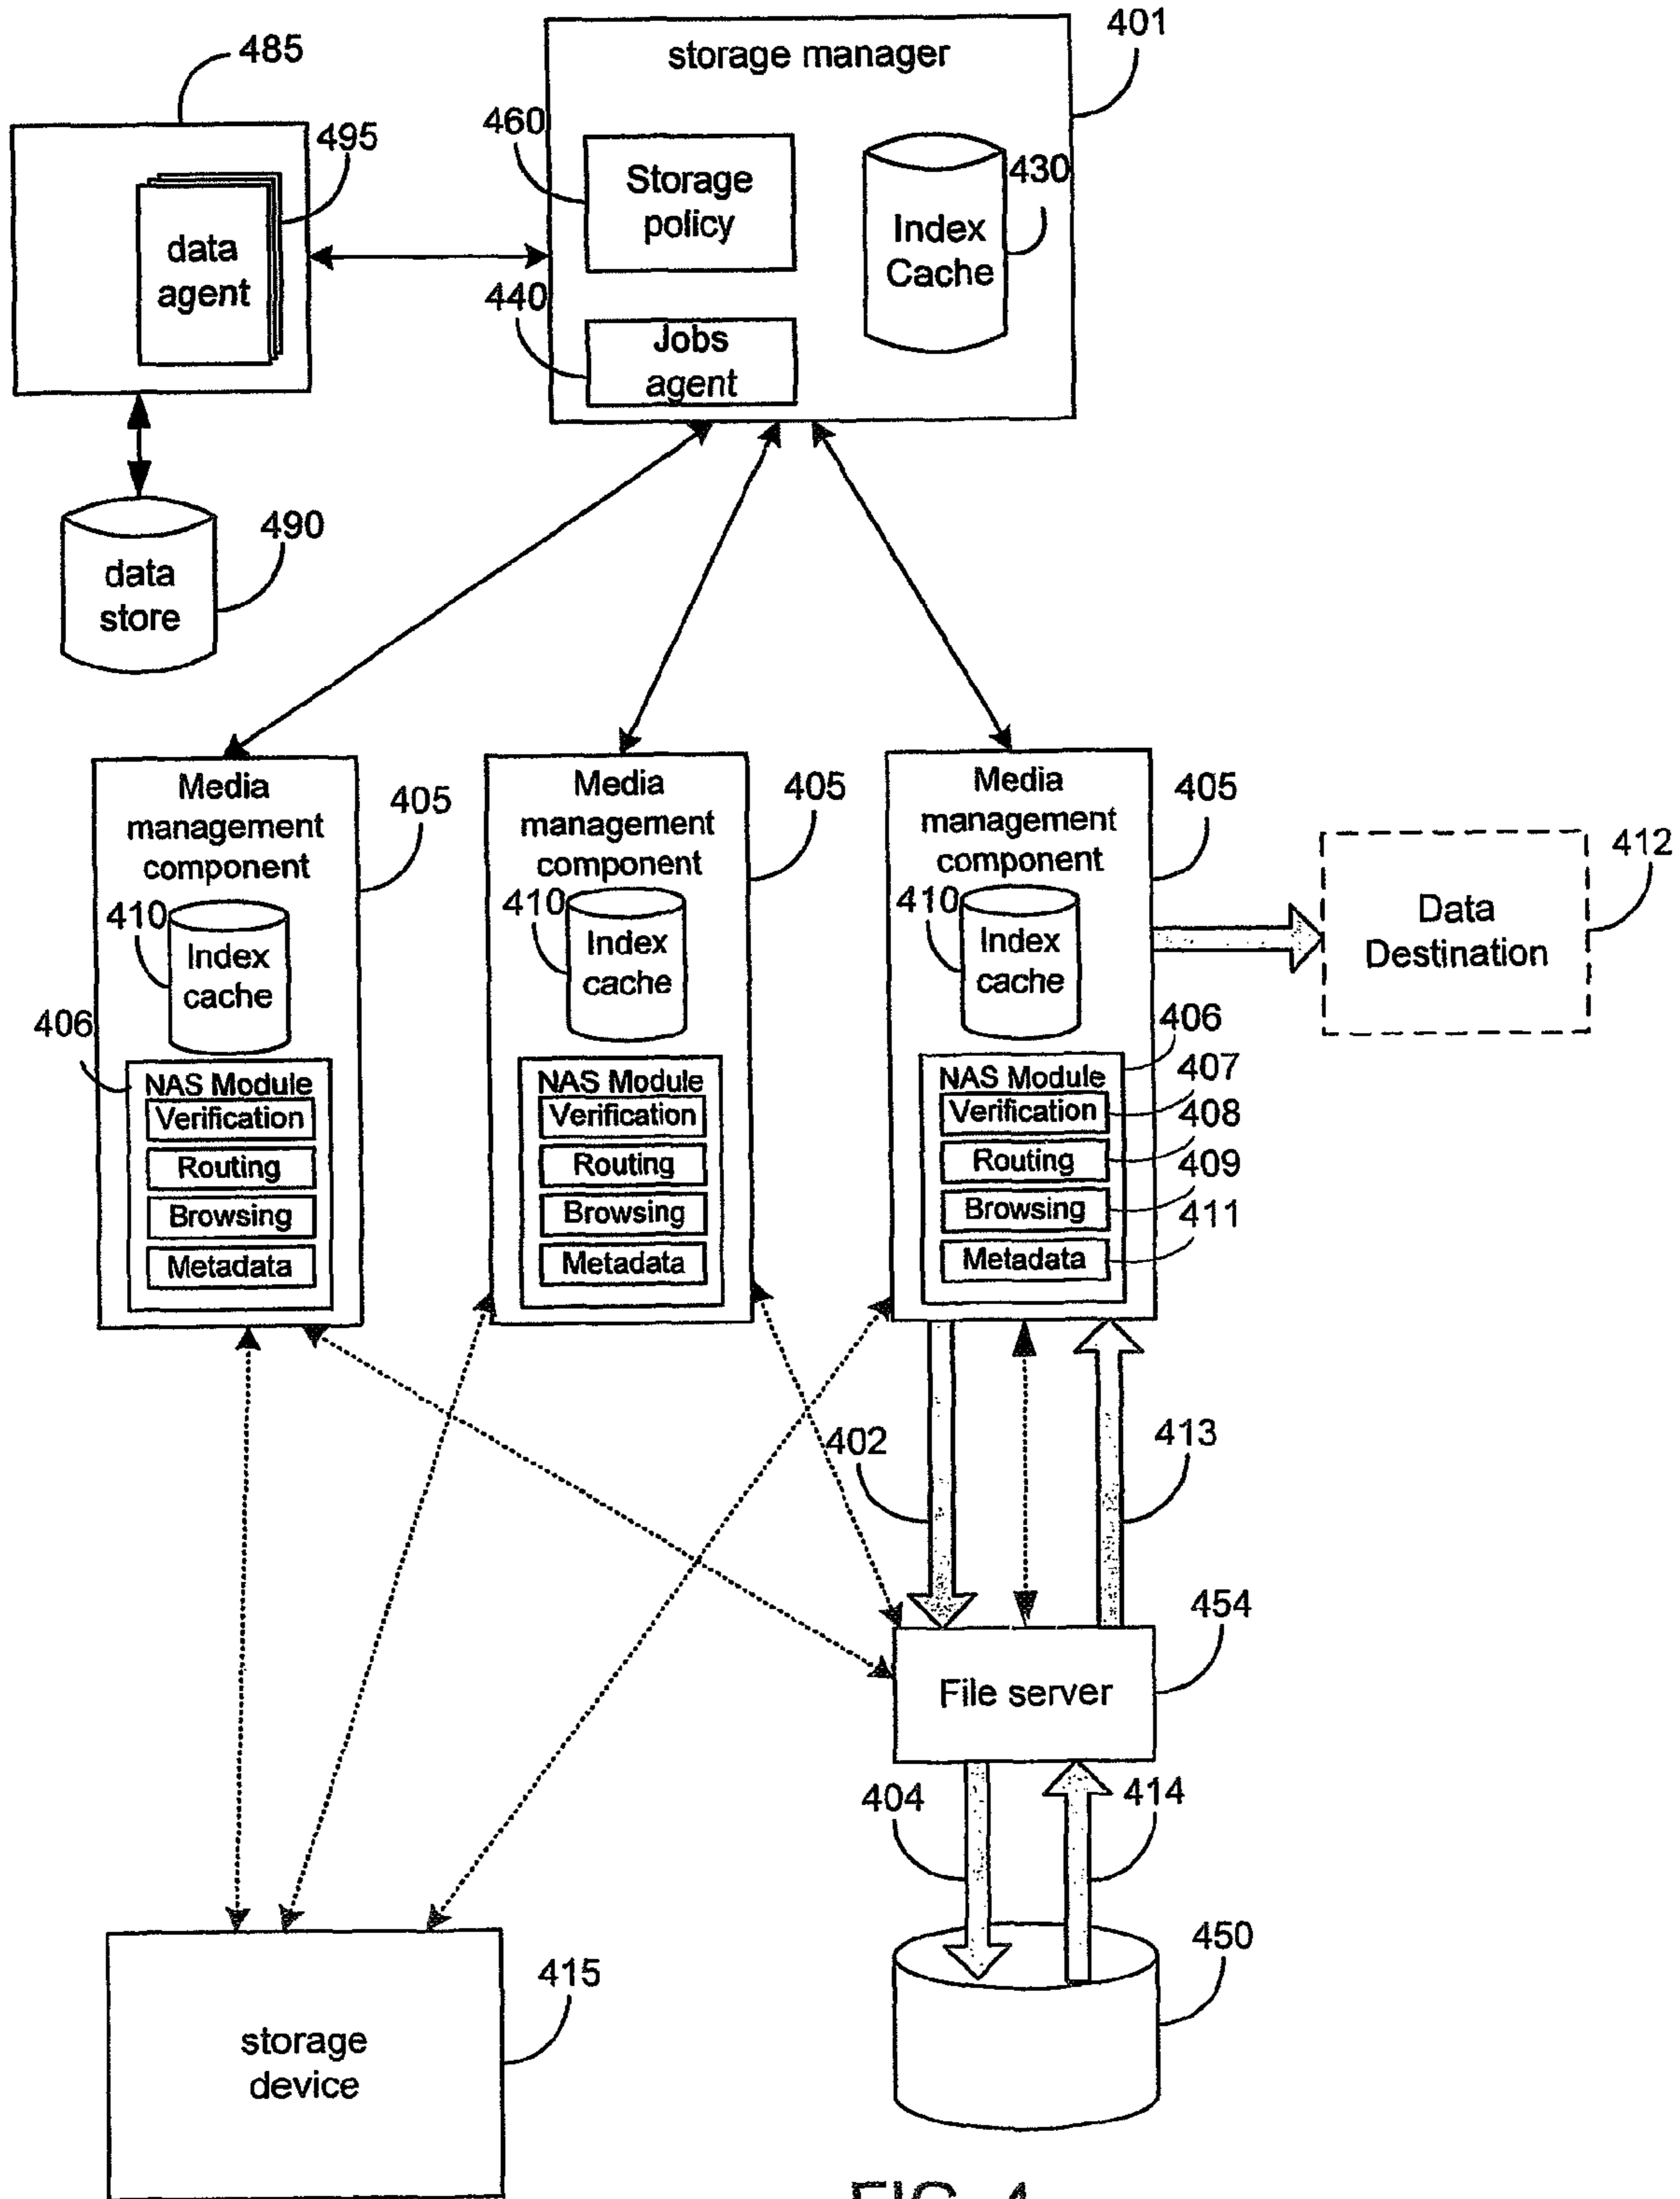 485
401
storage manager
460
495
Storage
policy
430
Index
Cache
data
agent
440
Jobs
agent
490
data
store
Media
management
component
405
410
Index
cache
406
NAS Module
Verification
Routing
Browsing
Metadata
Media
management
component
405
410
Index
cache
NAS Module
Verification
Routing
Browsing
Metadata
Media
management
component
405
410
Index
cache
406
NAS Module
407
Verification
408
Routing
409
Browsing
411
Metadata
412
Data
Destination
402
413
454
File server
404
414
450
415
storage
device
FIG. 4